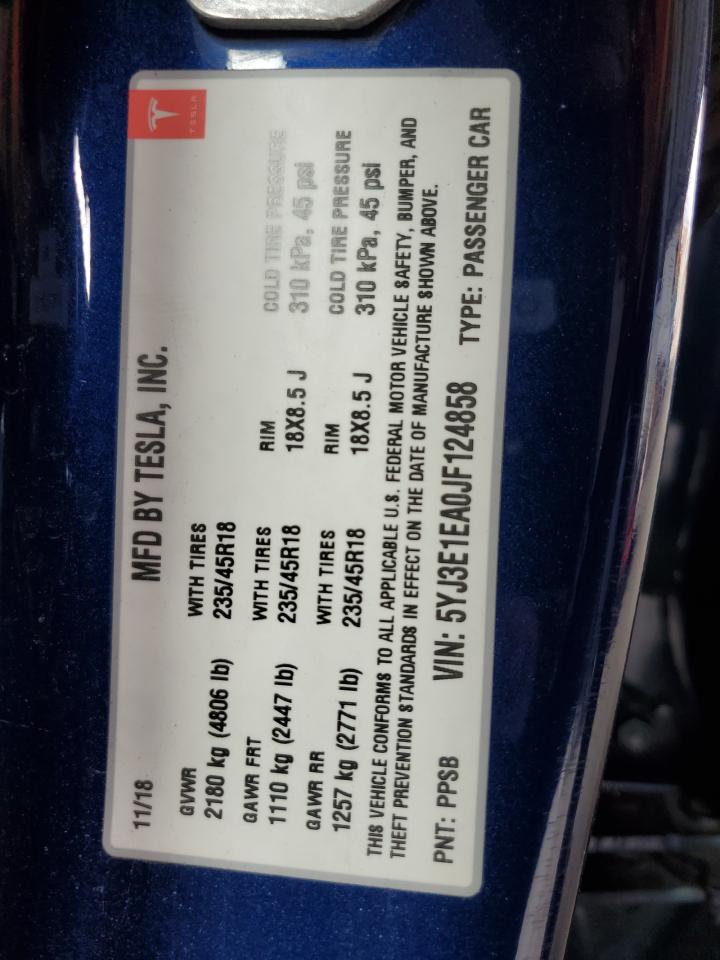 TESLA
11/18 MFD BY TESLA, INC.
GVWR WITH TIRES
2180 kg (4806 lb) 235/45R18
GAWR FRT WITH TIRES RIM COLD TIRE PRESSURE
1110 kg (2447 lb) 235/45R18 18X8.5 J 310 kPa, 45 psi
GAWR RR WITH TIRES RIM COLD TIRE PRESSURE
1257 kg (2771 lb) 235/45R18 18X8.5 J 310 kPa, 45 psi
THIS VEHICLE CONFORMS TO ALL APPLICABLE U.S. FEDERAL MOTOR VEHICLE SAFETY, BUMPER, AND
THEFT PREVENTION STANDARDS IN EFFECT ON THE DATE OF MANUFACTURE SHOWN ABOVE.
PNT: PPSB VIN: 5YJ3E1EA0JF124858 TYPE: PASSENGER CAR